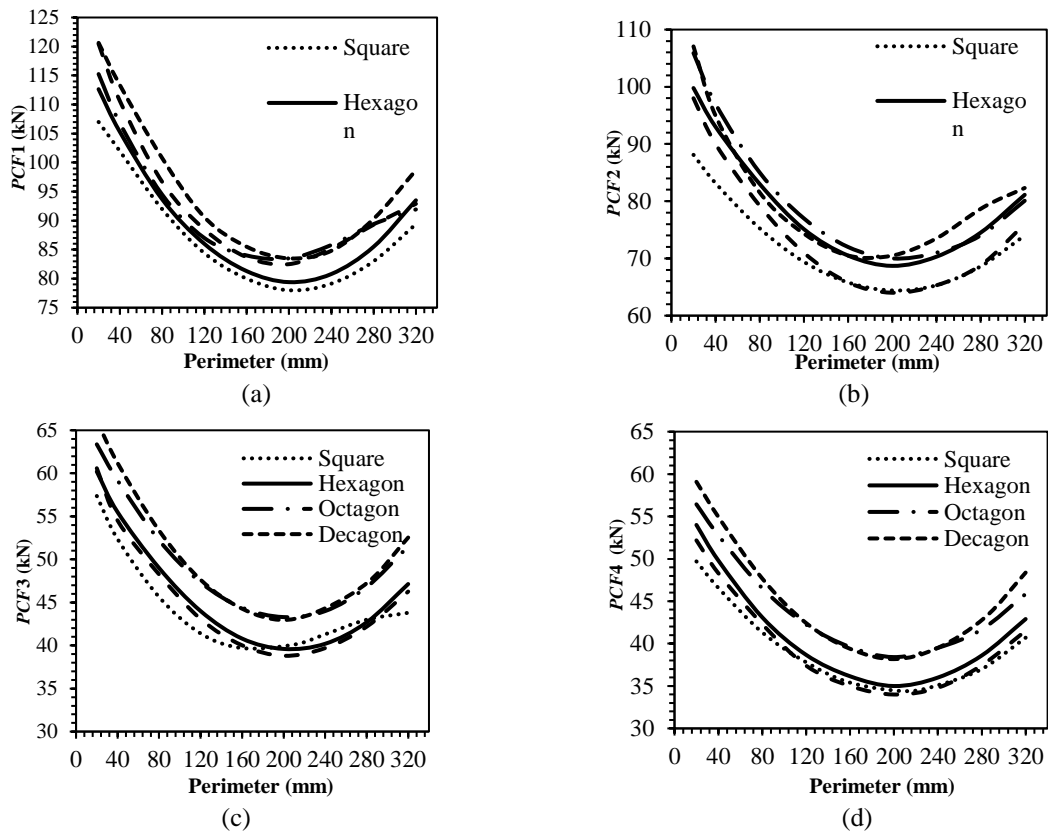 125
120
115
110
105
100
95
90
85
80
75
PCF1 (kN)
Square
Hexago
n
0 40 80 120 160 200 240 280 320
Perimeter (mm)
(a)
110
100
90
80
70
60
PCF2 (kN)
Square
Hexago
n
0 40 80 120 160 200 240 280 320
Perimeter (mm)
(b)
65
60
55
50
45
40
35
30
PCF3 (kN)
Square
Hexagon
Octagon
Decagon
0 40 80 120 160 200 240 280 320
Perimeter (mm)
(c)
65
60
55
50
45
40
35
30
PCF4 (kN)
Square
Hexagon
Octagon
Decagon
0 40 80 120 160 200 240 280 320
Perimeter (mm)
(d)